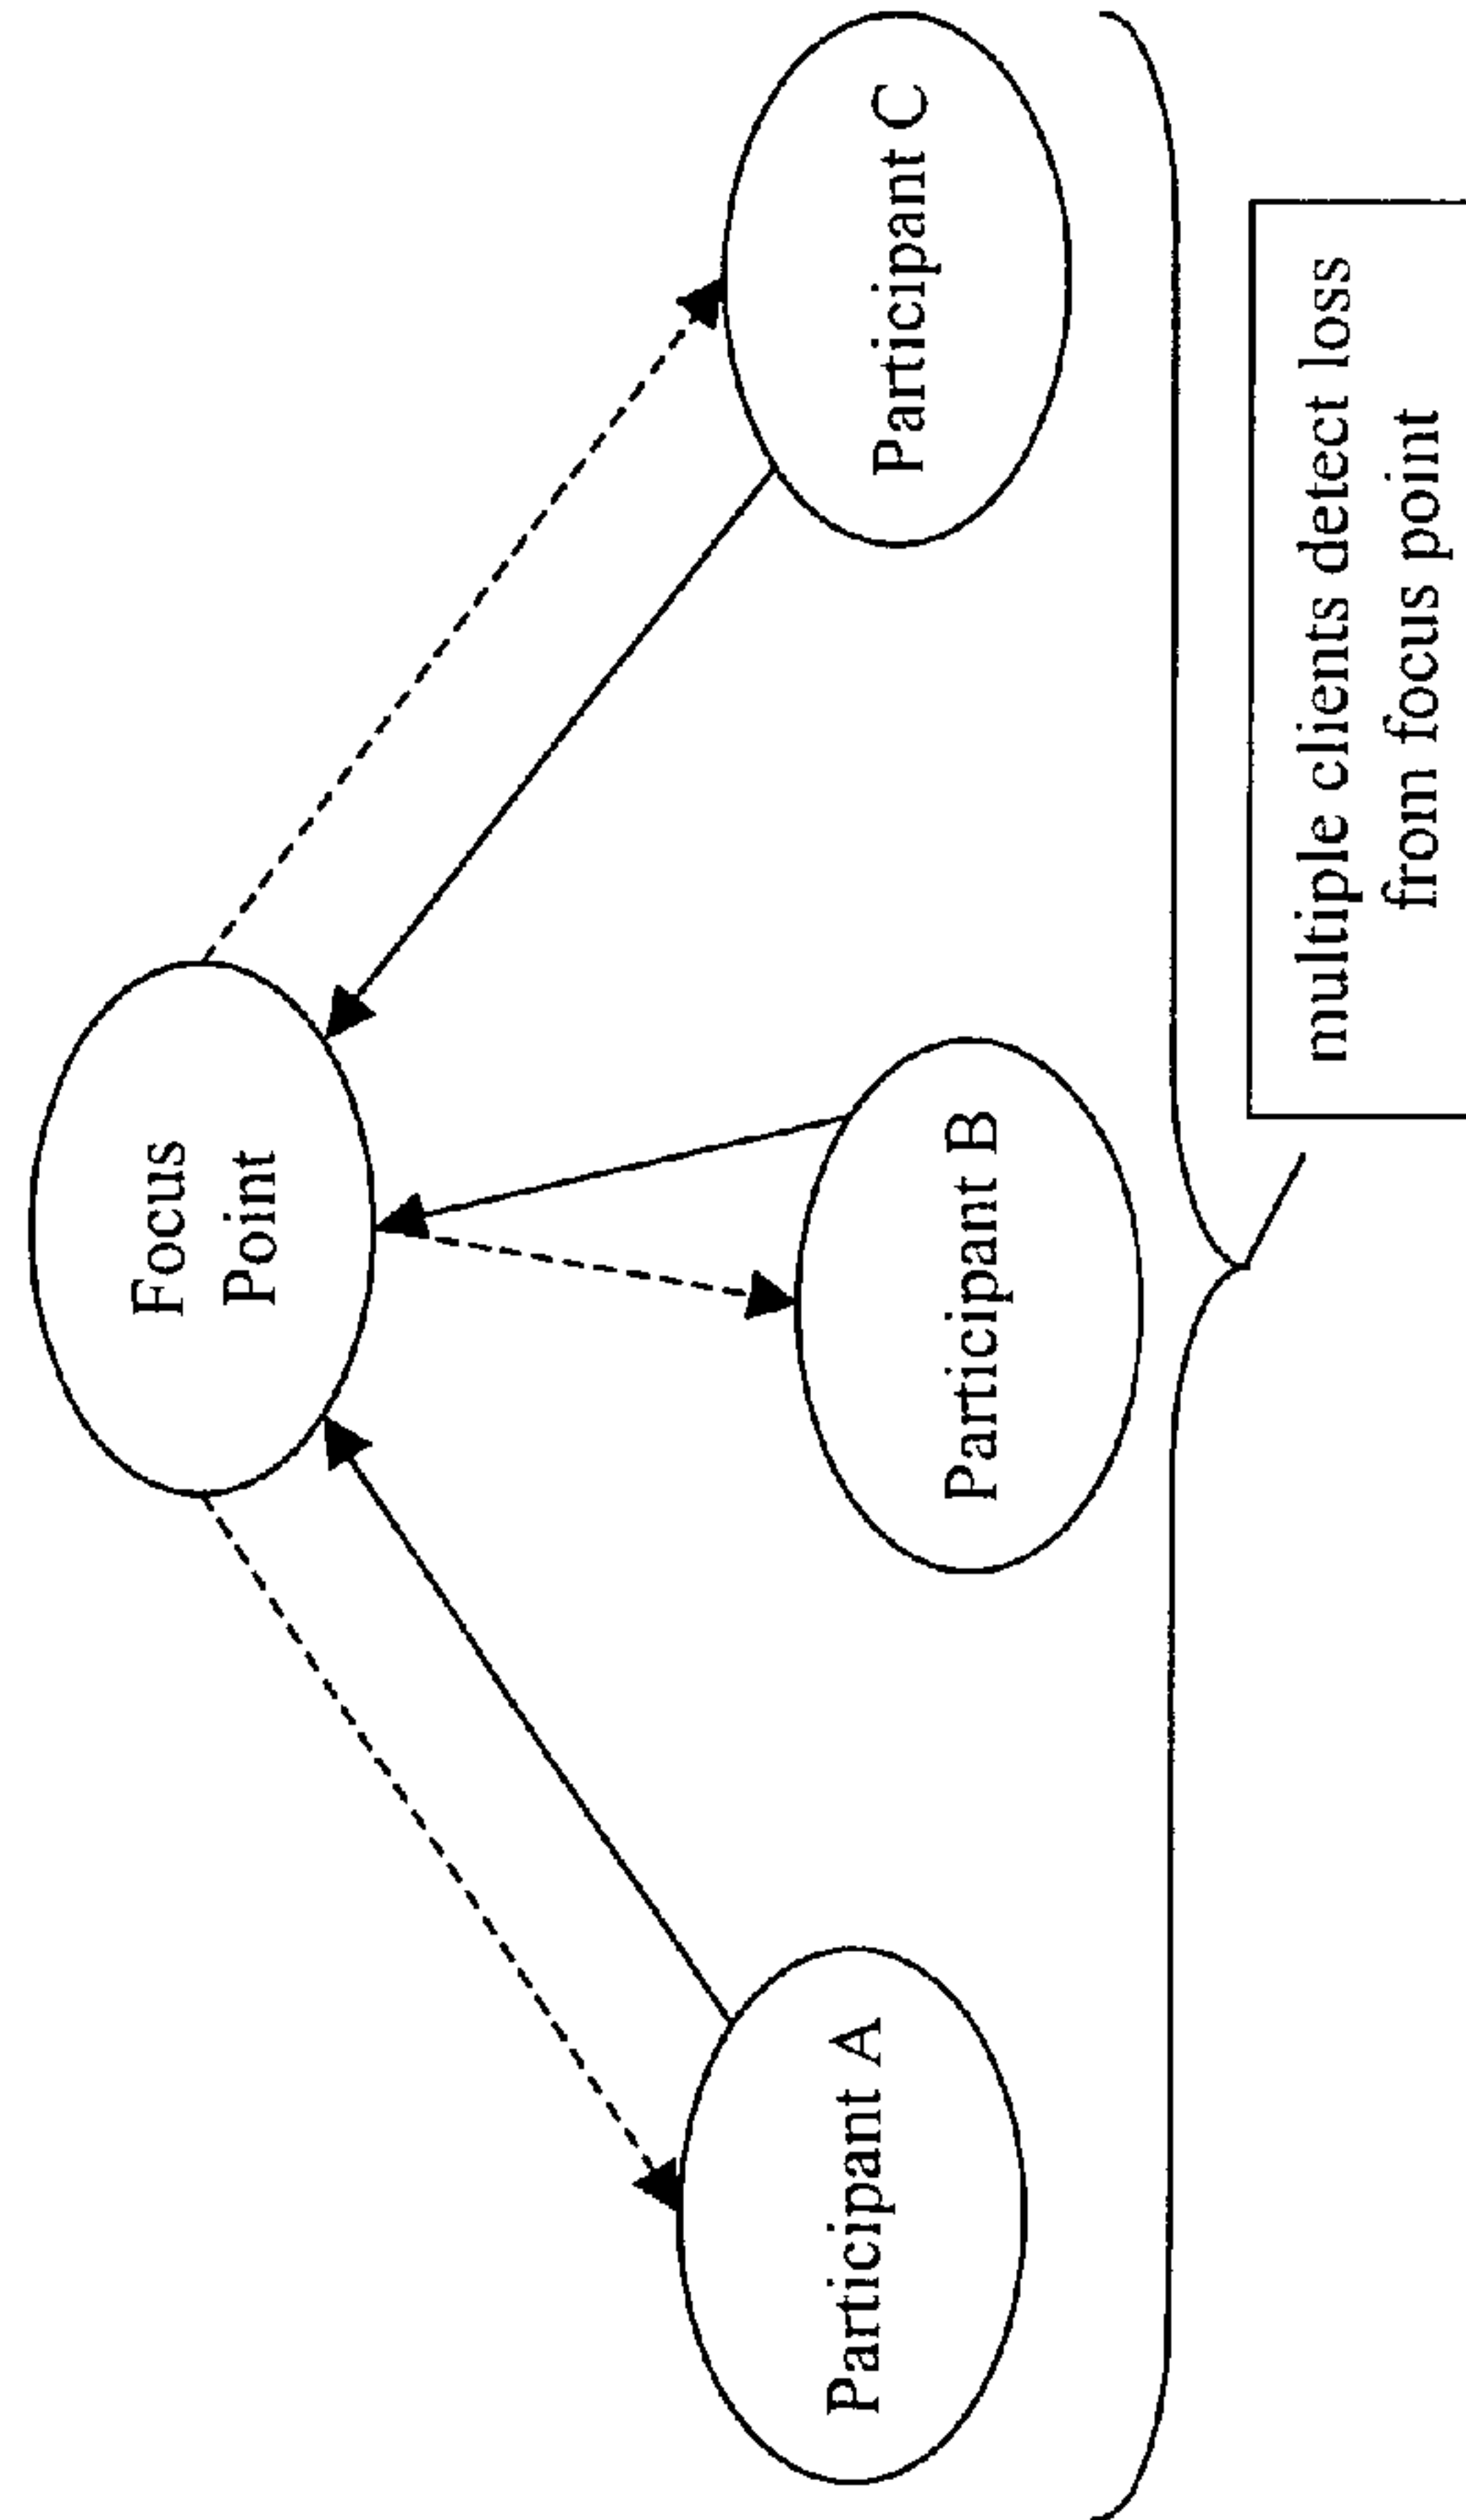 Focus
Point
Participant A
Participant B
Participant C
multiple clients detect loss
from focus point